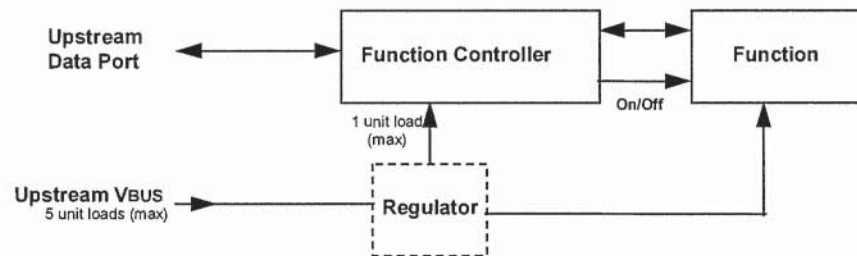 Upstream
Data Port
Function Controller
Function
On/Off
1 unit load
(max)
Upstream VBUS
5 unit loads (max)
Regulator